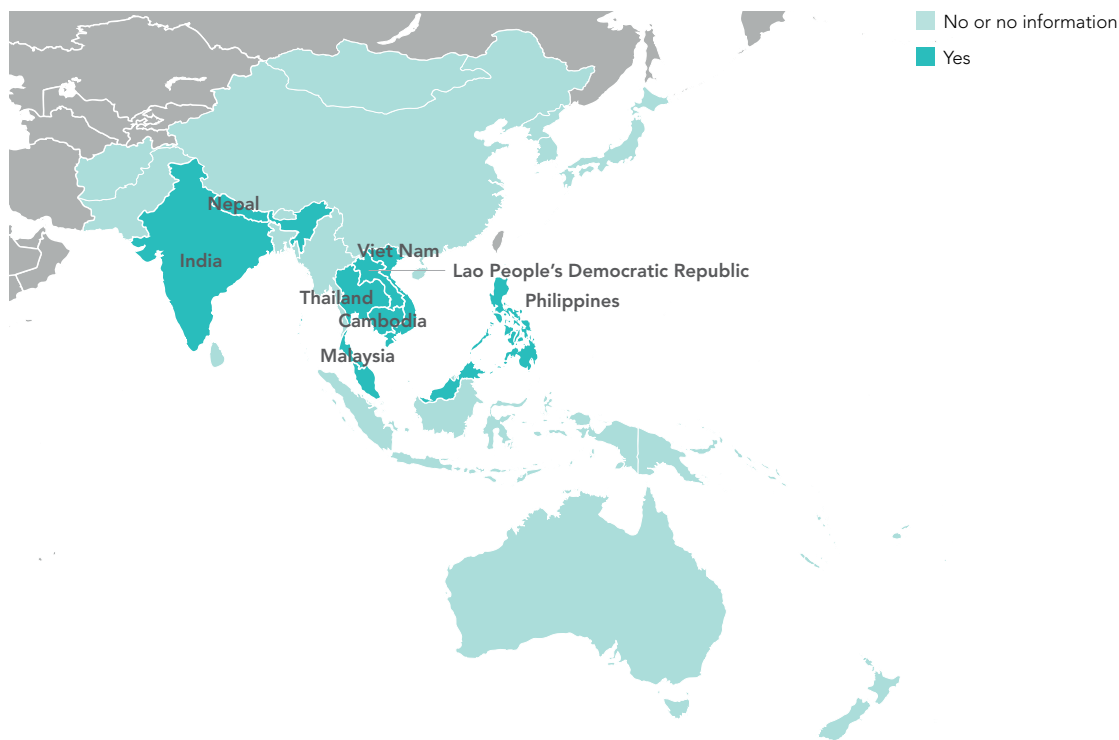 No or no information
Yes
Nepal
Viet Nam
India
Lao People's Democratic Republic
Thailand
Philippines
Cambodia
Malaysia